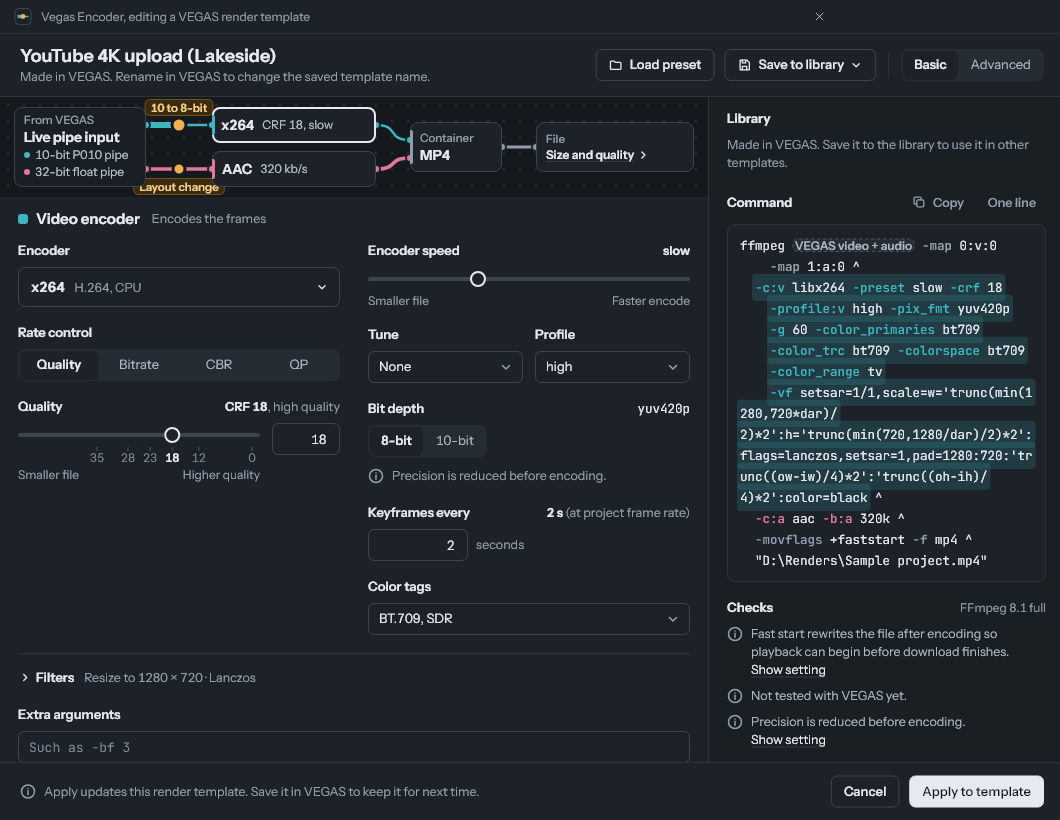 Vegas Encoder, editing a VEGAS render template
YouTube 4K upload (Lakeside)
Made in VEGAS. Rename in VEGAS to change the saved template name.
Load preset
Save to library
Basic
Advanced
From VEGAS
Live pipe input
10-bit P010 pipe
32-bit float pipe
10 to 8-bit
Layout change
x264 CRF 18, slow
AAC 320 kb/s
Container
MP4
File
Size and quality
Video encoder Encodes the frames
Encoder
x264 H.264, CPU
Rate control
Quality Bitrate CBR QP
Quality CRF 18, high quality
18
35 28 23 18 12 0
Smaller file Higher quality
Encoder speed slow
Smaller file Faster encode
Tune Profile
None high
Bit depth yuv420p
8-bit 10-bit
Precision is reduced before encoding.
Keyframes every 2 s (at project frame rate)
2 seconds
Color tags
BT.709, SDR
Filters Resize to 1280 × 720 · Lanczos
Extra arguments
Such as -bf 3
Library
Made in VEGAS. Save it to the library to use it in other
templates.
Command Copy One line
ffmpeg VEGAS video + audio -map 0:v:0
-map 1:a:0 ^
-c:v libx264 -preset slow -crf 18
-profile:v high -pix_fmt yuv420p
-g 60 -color_primaries bt709
-color_trc bt709 -colorspace bt709
-color_range tv
-vf setsar=1/1,scale=w='trunc(min(1
280,720*dar)/
2)*2':h='trunc(min(720,1280/dar)/2)*2':
flags=lanczos,setsar=1,pad=1280:720:'tr
unc((ow-iw)/4)*2':'trunc((oh-ih)/
4)*2':color=black ^
-c:a aac -b:a 320k ^
-movflags +faststart -f mp4 ^
"D:\Renders\Sample project.mp4"
Checks FFmpeg 8.1 full
Fast start rewrites the file after encoding so
playback can begin before download finishes.
Show setting
Not tested with VEGAS yet.
Precision is reduced before encoding.
Show setting
Apply updates this render template. Save it in VEGAS to keep it for next time.
Cancel
Apply to template